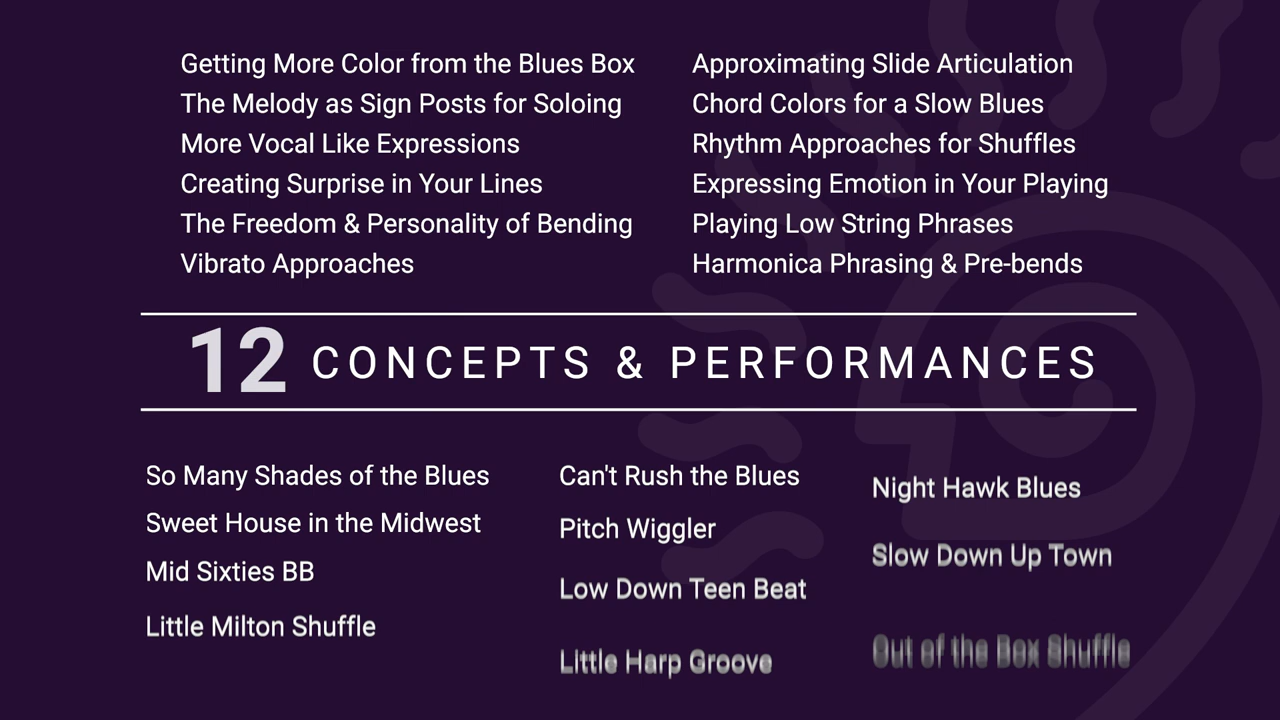 Getting More Color from the Blues Box
The Melody as Sign Posts for Soloing
More Vocal Like Expressions
Creating Surprise in Your Lines
The Freedom & Personality of Bending
Vibrato Approaches
Approximating Slide Articulation
Chord Colors for a Slow Blues
Rhythm Approaches for Shuffles
Expressing Emotion in Your Playing
Playing Low String Phrases
Harmonica Phrasing & Pre-bends
12 CONCEPTS & PERFORMANCES
So Many Shades of the Blues
Sweet House in the Midwest
Mid Sixties BB
Little Milton Shuffle
Can't Rush the Blues
Pitch Wiggler
Low Down Teen Beat
Little Harp Groove
Night Hawk Blues
Slow Down Up Town
Out of the Box Shuffle